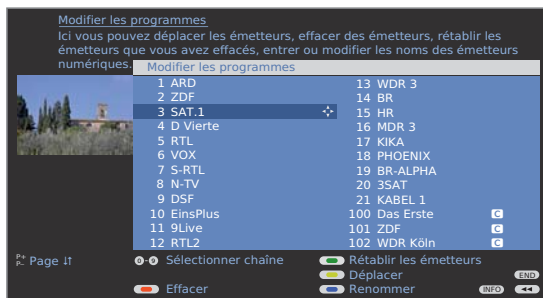 Modifier les programmes
Ici vous pouvez déplacer les émetteurs, effacer des émetteurs, rétablir les
émetteurs que vous avez effacés, entrer ou modifier les noms des émetteurs
numériques.
Modifier les programmes
1 ARD
2 ZDF
3 SAT.1
4 D Vierte
5 RTL
6 VOX
7 S-RTL
8 N-TV
9 DSF
10 EinsPlus
11 9Live
12 RTL2
13 WDR 3
14 BR
15 HR
16 MDR 3
17 KIKA
18 PHOENIX
19 BR-ALPHA
20 3SAT
21 KABEL 1
100 Das Erste C
101 ZDF C
102 WDR Köln C
P+ P- Page
0-9 Sélectionner chaîne
Rétablir les émetteurs
Déplacer END
Effacer
Renommer INFO